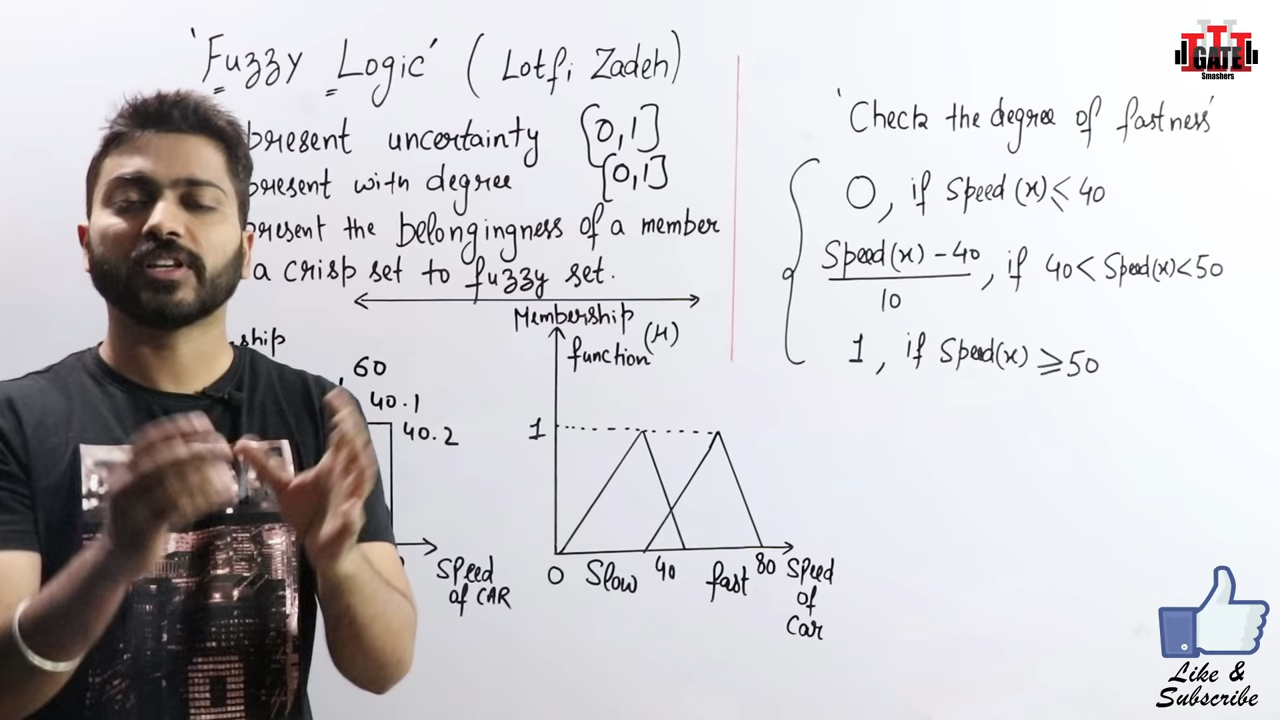 'Fuzzy Logic' (Lotfi Zadeh)
present uncertainty [0,1]
present with degree [0,1]
present the belongingness of a member
a crisp set to fuzzy set.
ship
60
40.1
40.2
Speed
of CAR
Membership
function (μ)
1
0 Slow 40 fast 80 Speed
of
Car
'Check the degree of fastness'
0, if Speed(x) ≤ 40
Speed(x) - 40
10
, if 40 < Speed(x) < 50
1, if Speed(x) ≥ 50
GATE
Smashers
Like &
Subscribe